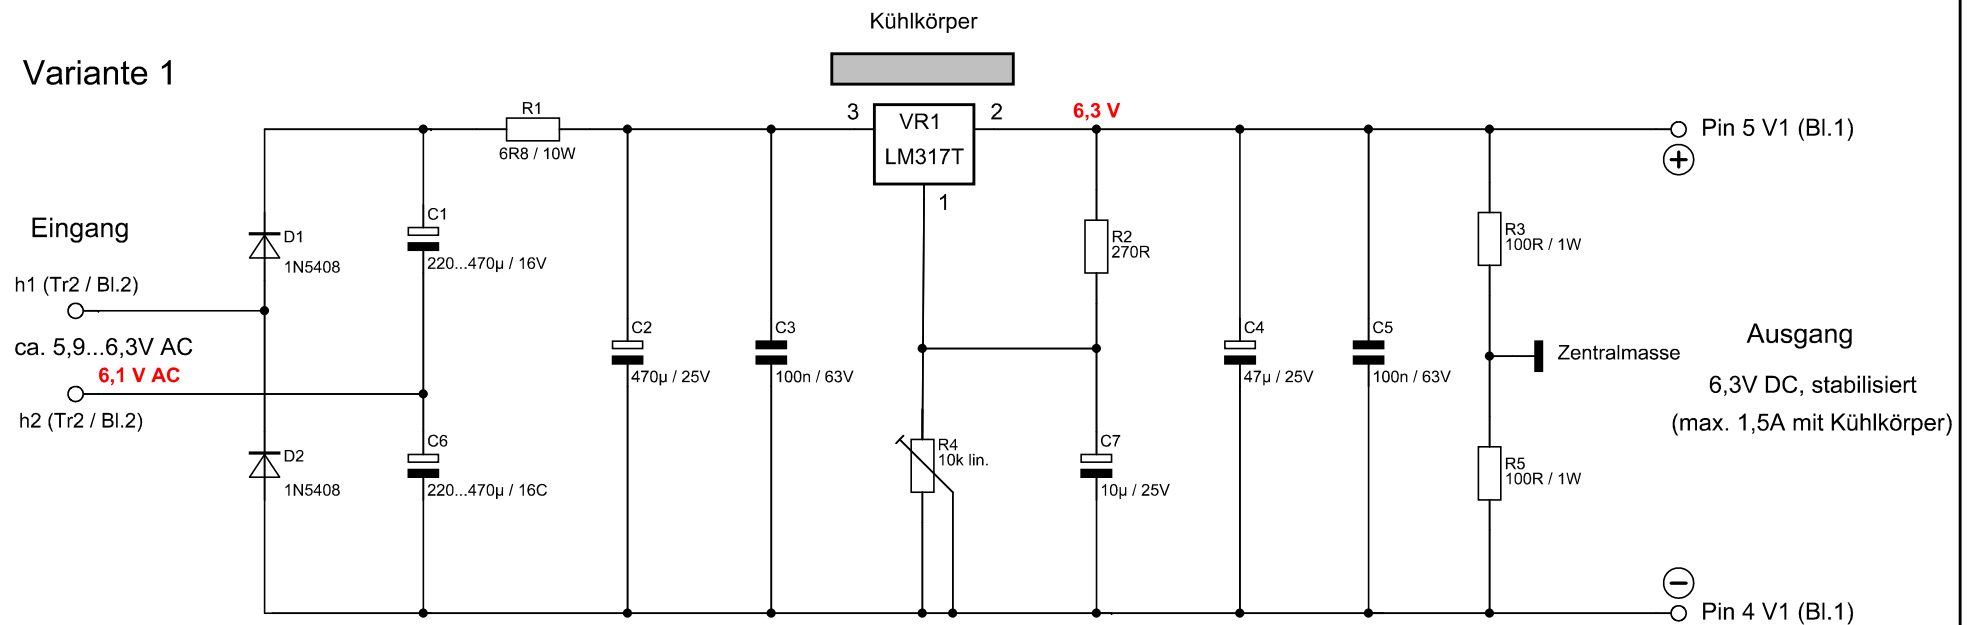 Kühlkörper
Variante 1
R1
6R8 / 10W
3
VR1
LM317T
2
1
6,3 V
Pin 5 V1 (Bl.1)
+
Eingang
h1 (Tr2 / Bl.2)
ca. 5,9...6,3V AC
6,1 V AC
h2 (Tr2 / Bl.2)
D1
1N5408
D2
1N5408
C1
220...470µ / 16V
C6
220...470µ / 16C
C2
470µ / 25V
C3
100n / 63V
R2
270R
R4
10k lin.
C7
10µ / 25V
C4
47µ / 25V
C5
100n / 63V
R3
100R / 1W
Zentralmasse
R5
100R / 1W
Ausgang
6,3V DC, stabilisiert
(max. 1,5A mit Kühlkörper)
−
Pin 4 V1 (Bl.1)